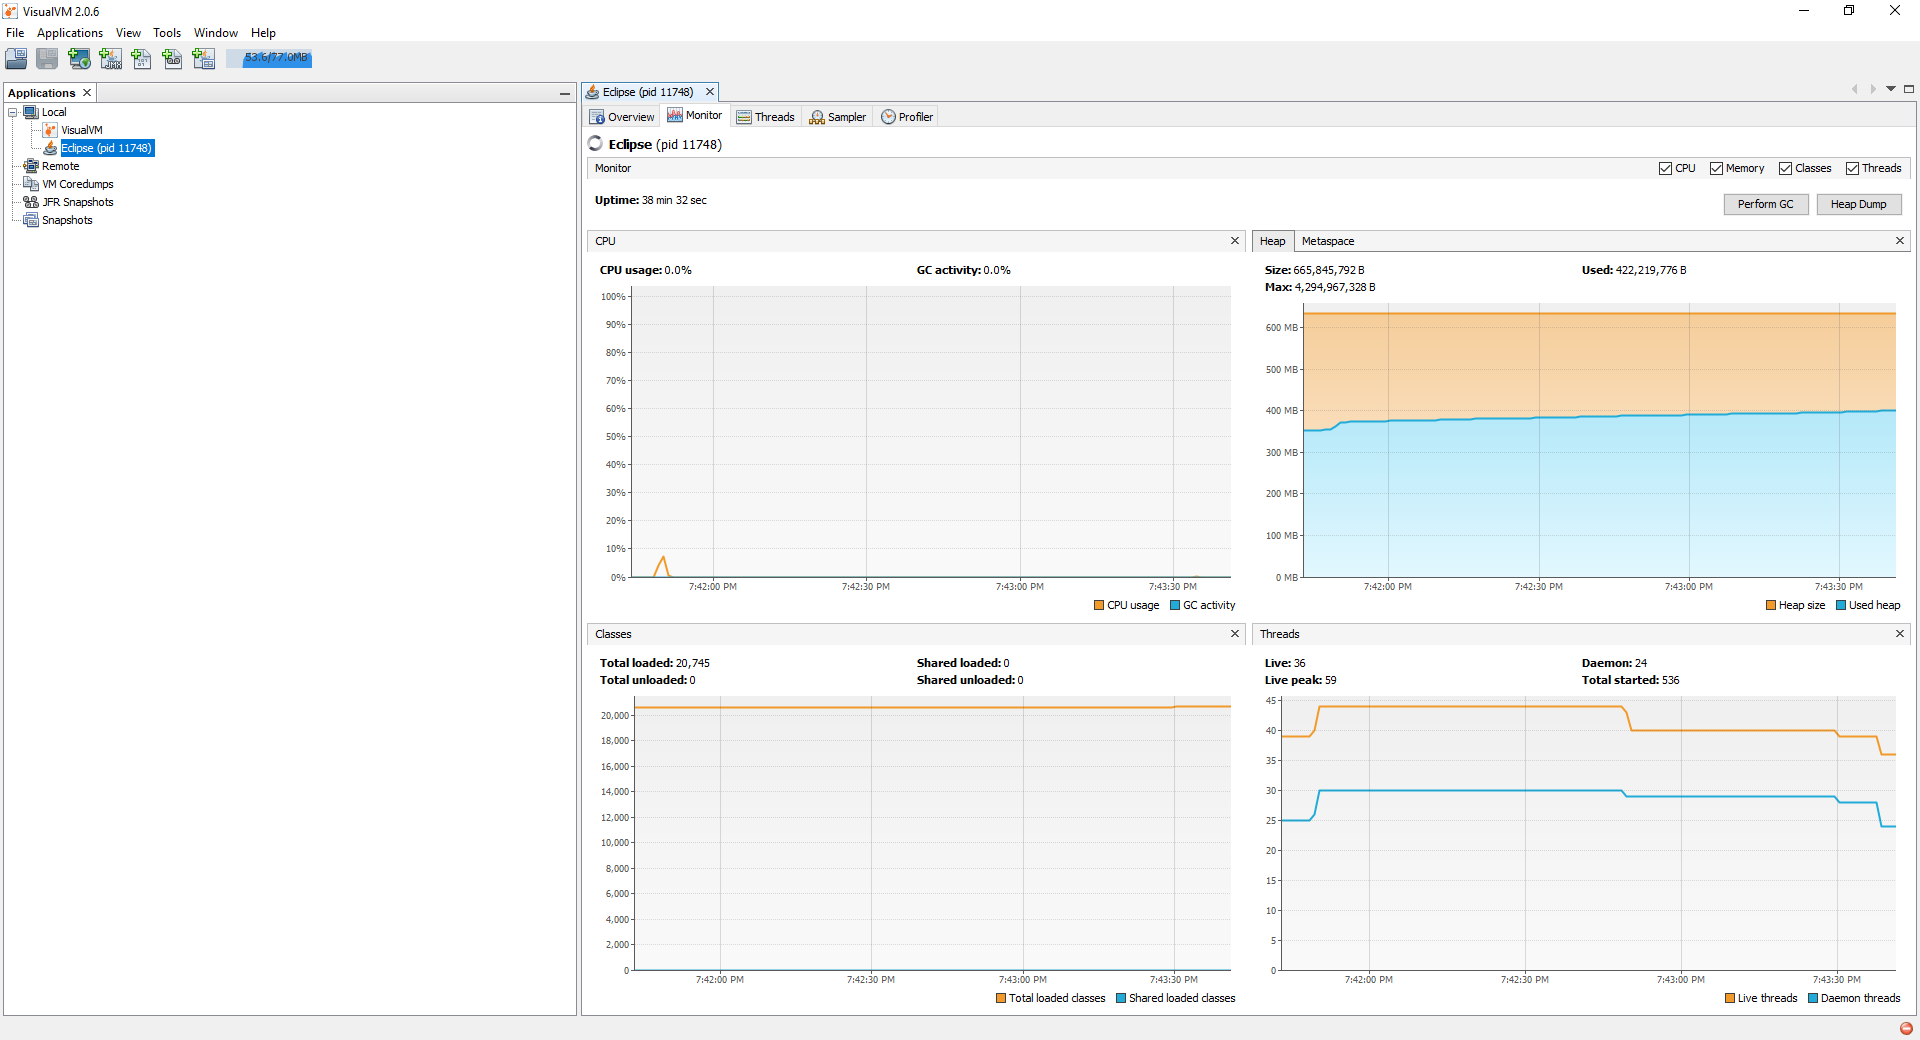 VisualVM 2.0.6
File Applications View Tools Window Help
53.6/77.0MB
Applications
Local
VisualVM
Eclipse (pid 11748)
Remote
VM Coredumps
JFR Snapshots
Snapshots
Eclipse (pid 11748)
Overview Monitor Threads Sampler Profiler
Eclipse (pid 11748)
Monitor CPU Memory Classes Threads
Uptime: 38 min 32 sec
Perform GC Heap Dump
CPU
CPU usage: 0.0% GC activity: 0.0%
100%
90%
80%
70%
60%
50%
40%
30%
20%
10%
0%
7:42:00 PM 7:42:30 PM 7:43:00 PM 7:43:30 PM
CPU usage GC activity
Heap Metaspace
Size: 665,845,792 B Used: 422,219,776 B
Max: 4,294,967,328 B
600 MB
500 MB
400 MB
300 MB
200 MB
100 MB
0 MB
7:42:00 PM 7:42:30 PM 7:43:00 PM 7:43:30 PM
Heap size Used heap
Classes
Total loaded: 20,745 Shared loaded: 0
Total unloaded: 0 Shared unloaded: 0
20,000
18,000
16,000
14,000
12,000
10,000
8,000
6,000
4,000
2,000
0
7:42:00 PM 7:42:30 PM 7:43:00 PM 7:43:30 PM
Total loaded classes Shared loaded classes
Threads
Live: 36 Daemon: 24
Live peak: 59 Total started: 536
45
40
35
30
25
20
15
10
5
0
7:42:00 PM 7:42:30 PM 7:43:00 PM 7:43:30 PM
Live threads Daemon threads